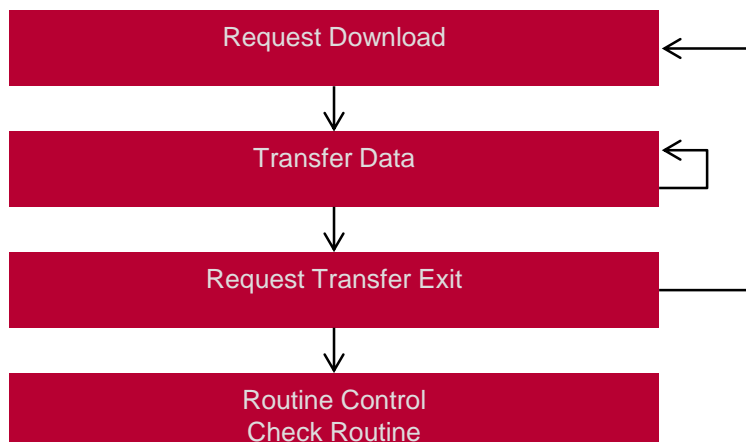 Request Download
Transfer Data
Request Transfer Exit
Routine Control
Check Routine